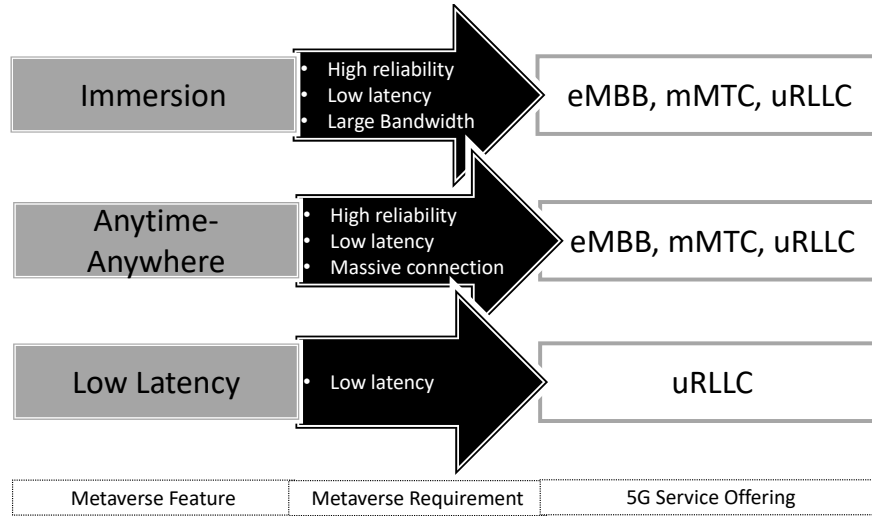 Immersion
• High reliability
• Low latency
• Large Bandwidth
eMBB, mMTC, uRLLC
Anytime-
Anywhere
• High reliability
• Low latency
• Massive connection
eMBB, mMTC, uRLLC
Low Latency
• Low latency
uRLLC
Metaverse Feature
Metaverse Requirement
5G Service Offering